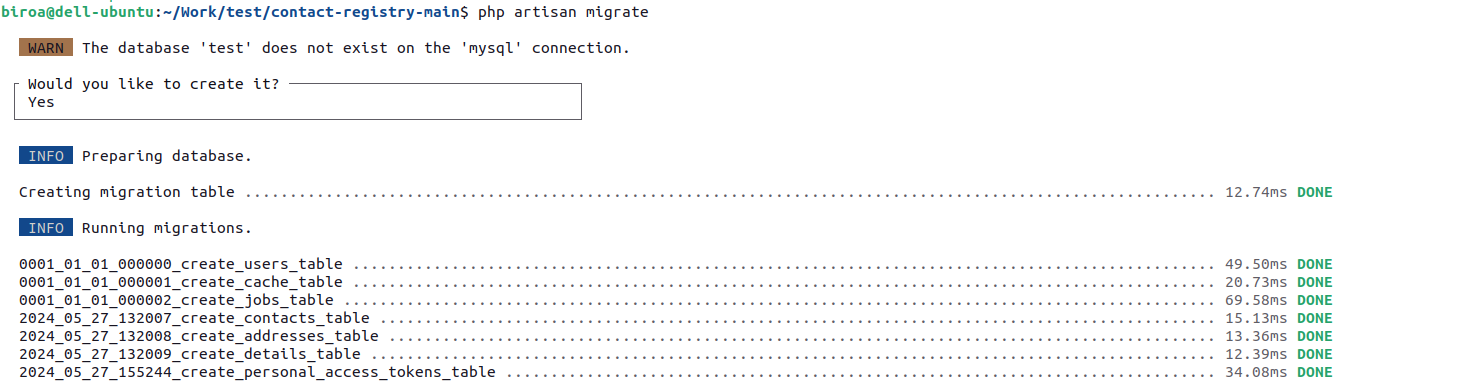 biroa@dell-ubuntu:~/Work/test/contact-registry-main$ php artisan migrate
WARN The database 'test' does not exist on the 'mysql' connection.
Would you like to create it?
Yes
INFO Preparing database.
Creating migration table ............................................................................................................ 12.74ms DONE
INFO Running migrations.
0001_01_01_000000_create_users_table ................................................................................................ 49.50ms DONE
0001_01_01_000001_create_cache_table ................................................................................................ 20.73ms DONE
0001_01_01_000002_create_jobs_table ................................................................................................. 69.58ms DONE
2024_05_27_132007_create_contacts_table ............................................................................................. 15.13ms DONE
2024_05_27_132008_create_addresses_table ............................................................................................ 13.36ms DONE
2024_05_27_132009_create_details_table .............................................................................................. 12.39ms DONE
2024_05_27_155244_create_personal_access_tokens_table ............................................................................... 34.08ms DONE